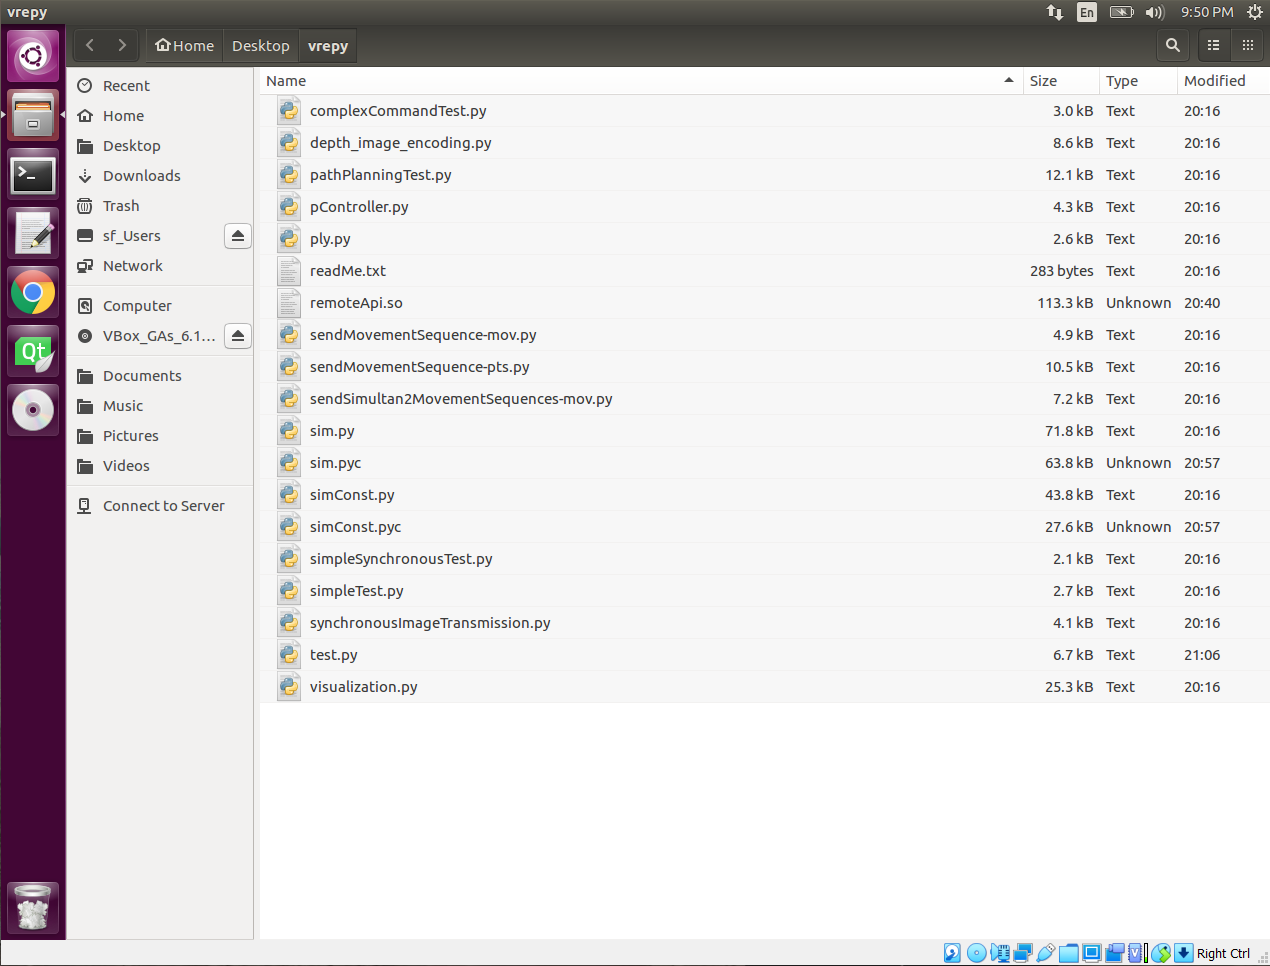 vrepy
En
9:50 PM
Home Desktop vrepy
Recent
Home
Desktop
Downloads
Trash
sf_Users
Network
Computer
VBox_GAs_6.1...
Documents
Music
Pictures
Videos
Connect to Server
Name Size Type Modified
complexCommandTest.py 3.0 kB Text 20:16
depth_image_encoding.py 8.6 kB Text 20:16
pathPlanningTest.py 12.1 kB Text 20:16
pController.py 4.3 kB Text 20:16
ply.py 2.6 kB Text 20:16
readMe.txt 283 bytes Text 20:16
remoteApi.so 113.3 kB Unknown 20:40
sendMovementSequence-mov.py 4.9 kB Text 20:16
sendMovementSequence-pts.py 10.5 kB Text 20:16
sendSimultan2MovementSequences-mov.py 7.2 kB Text 20:16
sim.py 71.8 kB Text 20:16
sim.pyc 63.8 kB Unknown 20:57
simConst.py 43.8 kB Text 20:16
simConst.pyc 27.6 kB Unknown 20:57
simpleSynchronousTest.py 2.1 kB Text 20:16
simpleTest.py 2.7 kB Text 20:16
synchronousImageTransmission.py 4.1 kB Text 20:16
test.py 6.7 kB Text 21:06
visualization.py 25.3 kB Text 20:16
Qt
Right Ctrl